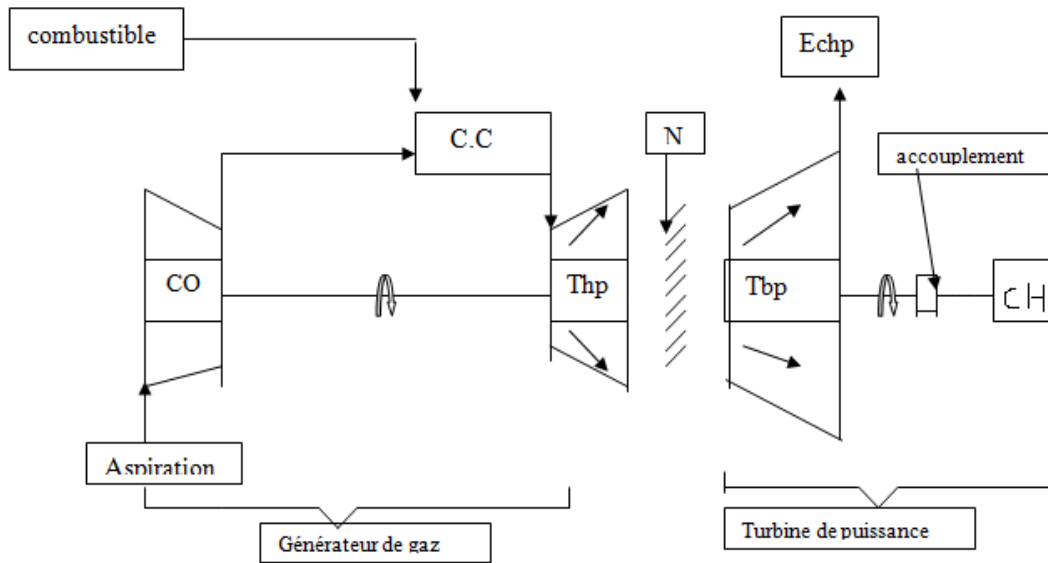 combustible
Echp
C.C
N
accouplement
CO
Thp
Tbp
CH
Aspiration
Générateur de gaz
Turbine de puissance